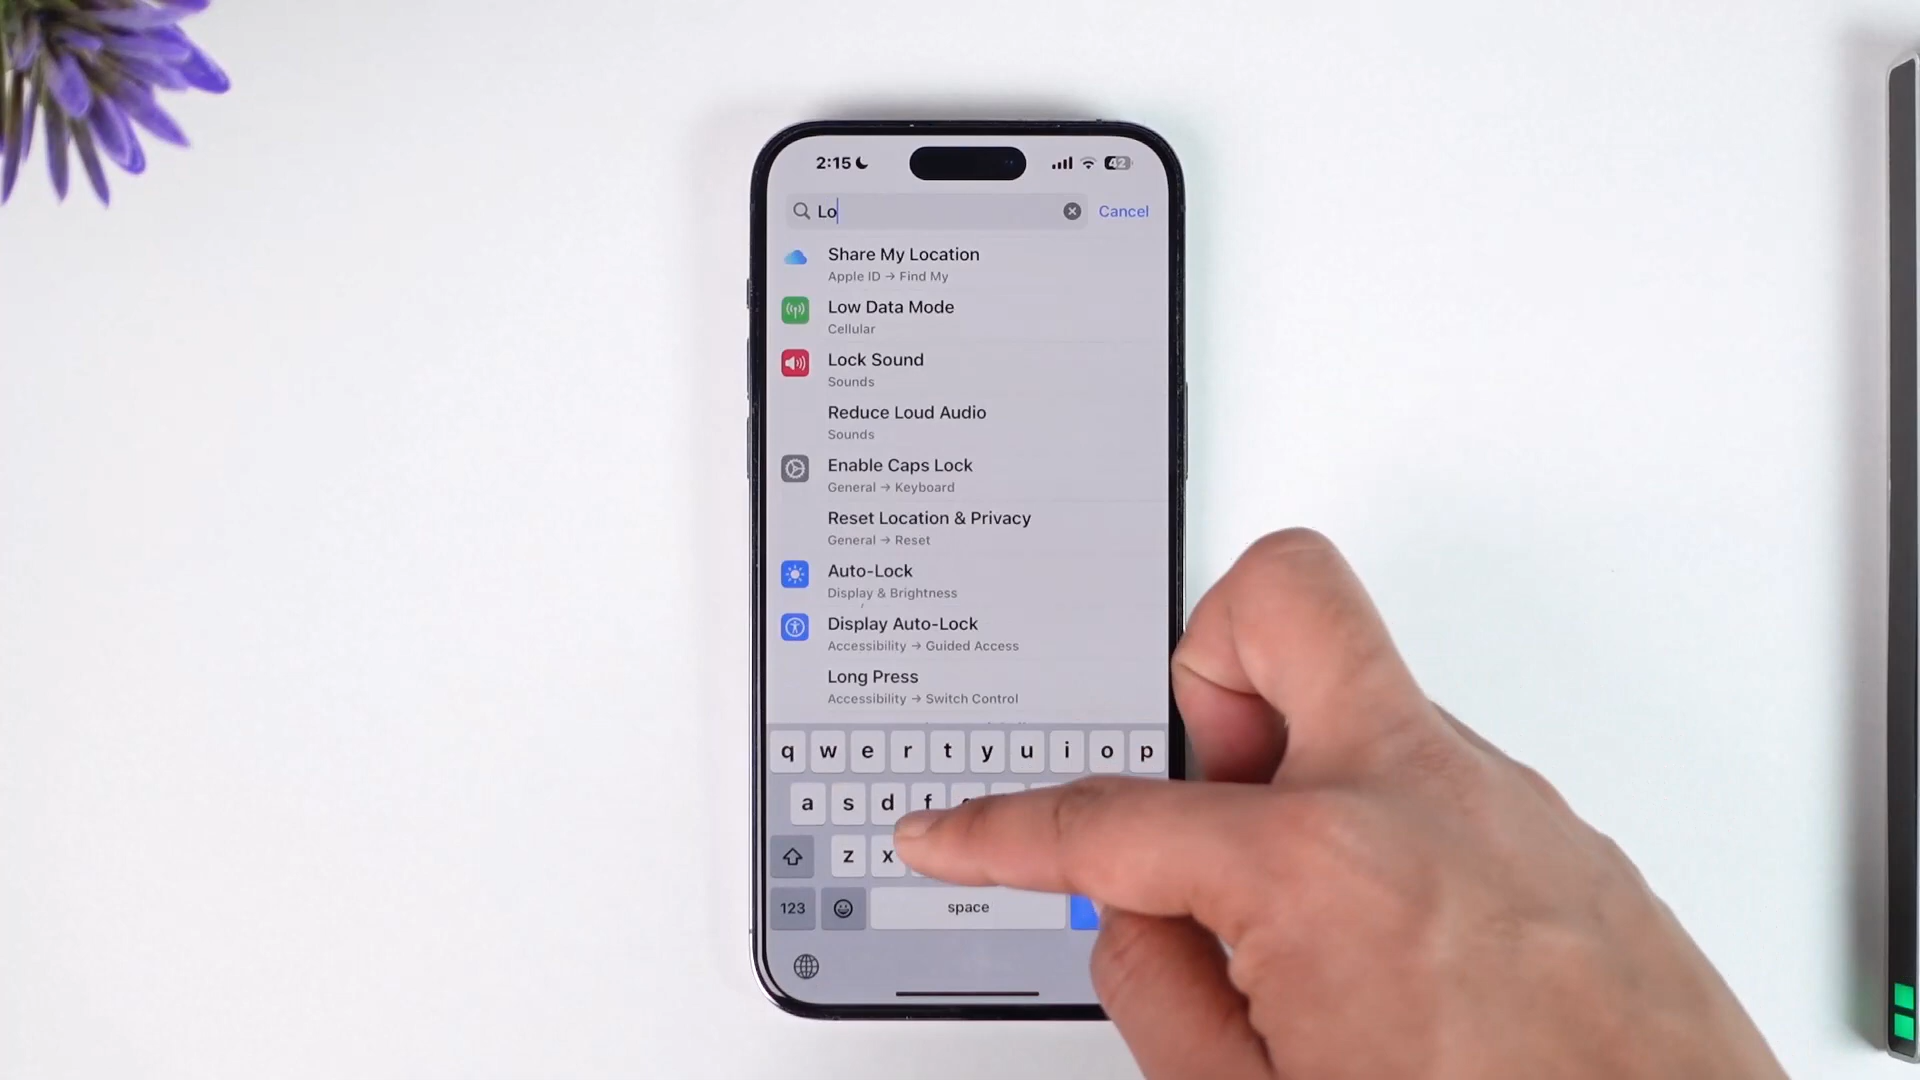 2:15 42
Lo Cancel
Share My Location
Apple ID → Find My
Low Data Mode
Cellular
Lock Sound
Sounds
Reduce Loud Audio
Sounds
Enable Caps Lock
General → Keyboard
Reset Location & Privacy
General → Reset
Auto-Lock
Display & Brightness
Display Auto-Lock
Accessibility → Guided Access
Long Press
Accessibility → Switch Control
q w e r t y u i o p
a s d f
z x
123 space